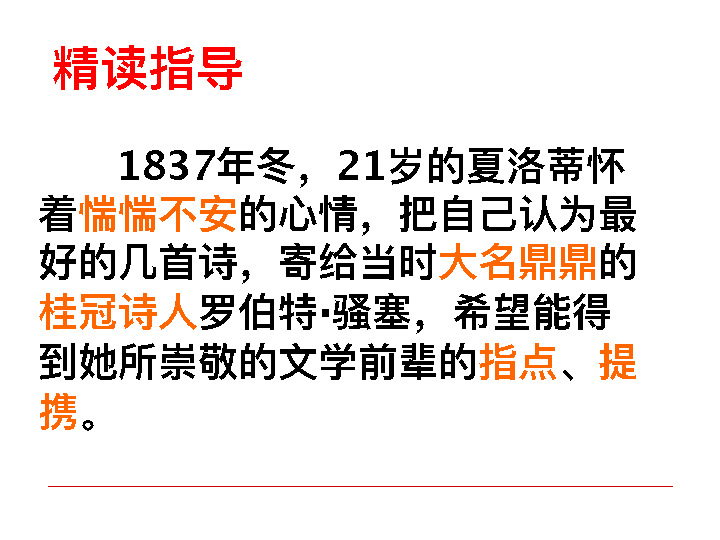 精读指导
1837年冬，21岁的夏洛蒂怀
着惴惴不安的心情，把自己认为最
好的几首诗，寄给当时大名鼎鼎的
桂冠诗人罗伯特·骚塞，希望能得
到她所崇敬的文学前辈的指点、提
携。